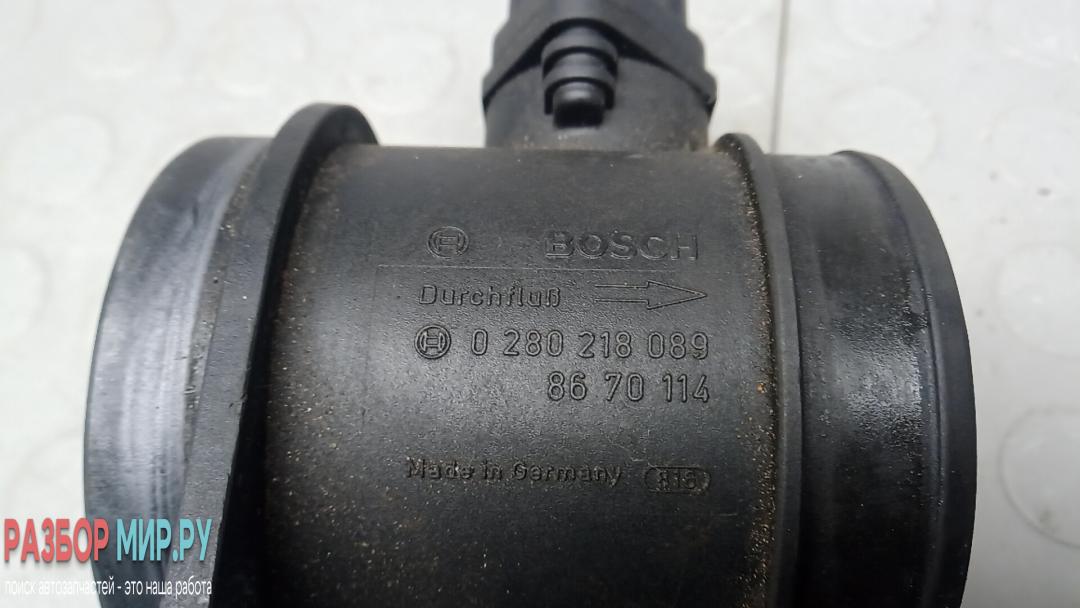 BOSCH
Durchfluß
0 280 218 089
86 70 114
Made in Germany
РАЗБОР МИР.РУ
поиск автозапчастей - это наша работа